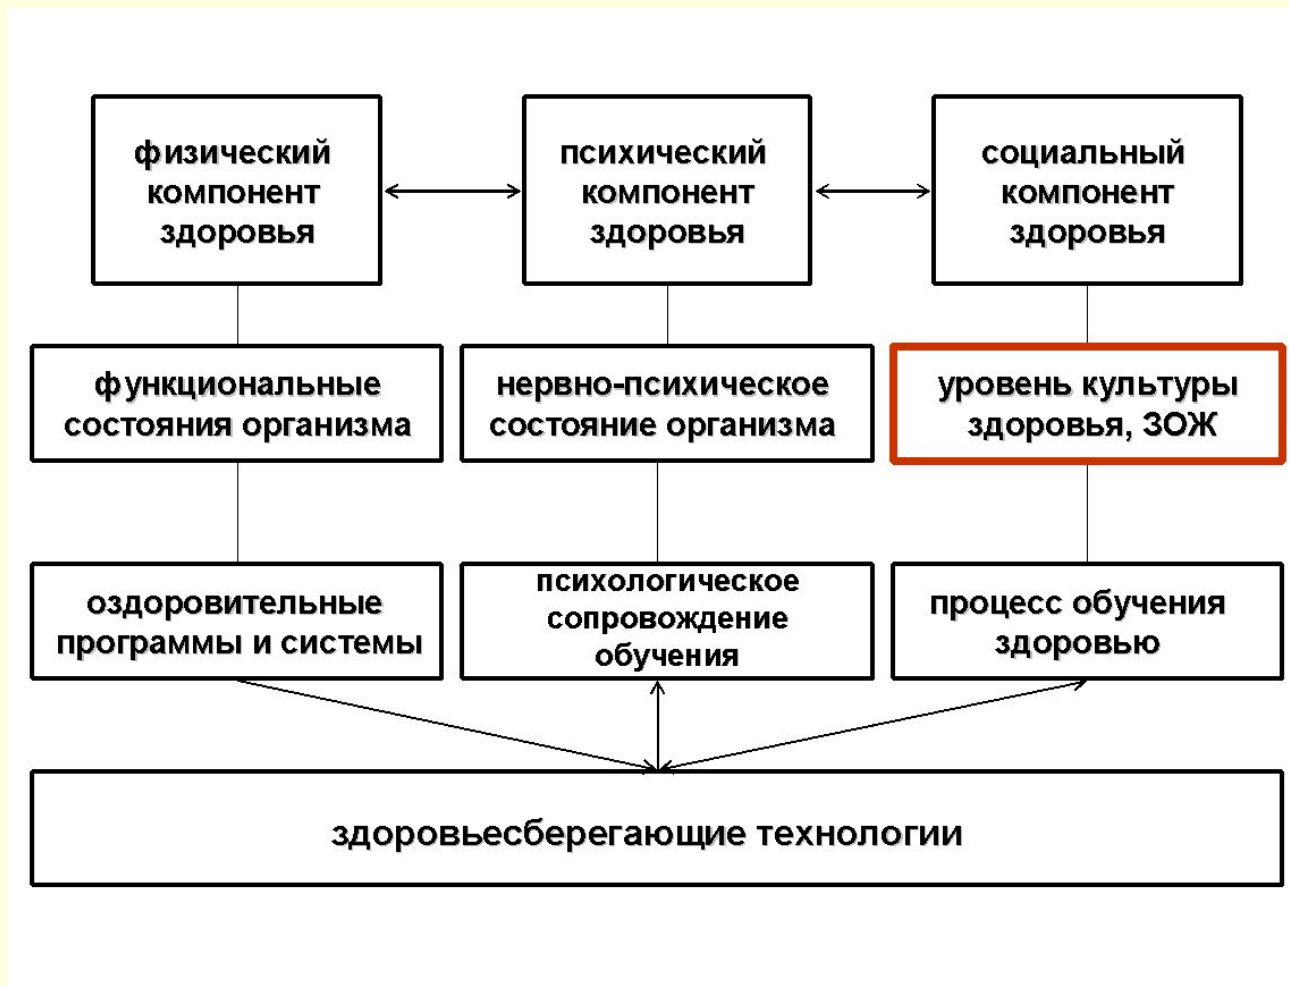 физический
компонент
здоровья
психический
компонент
здоровья
социальный
компонент
здоровья
функциональные
состояния организма
нервно-психическое
состояние организма
уровень культуры
здоровья, ЗОЖ
оздоровительные
программы и системы
психологическое
сопровождение
обучения
процесс обучения
здоровью
здоровьесберегающие технологии